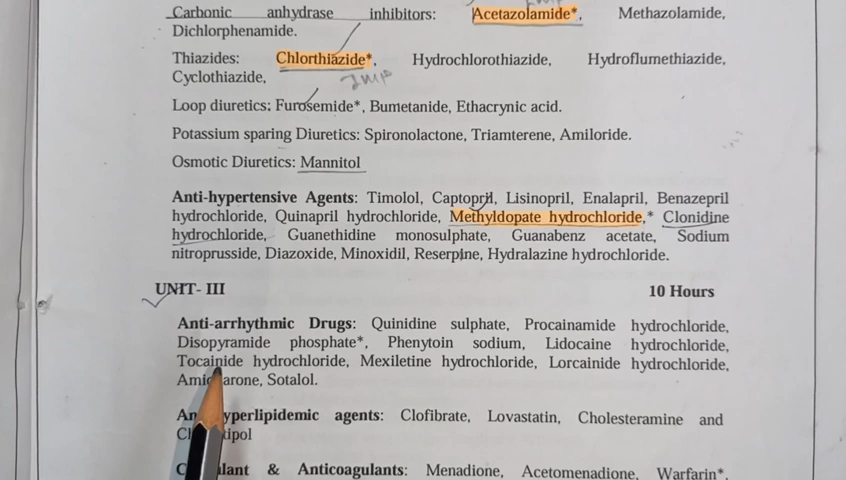 Carbonic anhydrase inhibitors: Acetazolamide*, Methazolamide,
Dichlorphenamide.
Thiazides: Chlorthiazide*, Hydrochlorothiazide, Hydroflumethiazide,
Cyclothiazide,
Imp
Loop diuretics: Furosemide*, Bumetanide, Ethacrynic acid.
Potassium sparing Diuretics: Spironolactone, Triamterene, Amiloride.
Osmotic Diuretics: Mannitol
Anti-hypertensive Agents: Timolol, Captopril, Lisinopril, Enalapril, Benazepril
hydrochloride, Quinapril hydrochloride, Methyldopate hydrochloride,* Clonidine
hydrochloride, Guanethidine monosulphate, Guanabenz acetate, Sodium
nitroprusside, Diazoxide, Minoxidil, Reserpine, Hydralazine hydrochloride.
UNIT- III 10 Hours
Anti-arrhythmic Drugs: Quinidine sulphate, Procainamide hydrochloride,
Disopyramide phosphate*, Phenytoin sodium, Lidocaine hydrochloride,
Tocainide hydrochloride, Mexiletine hydrochloride, Lorcainide hydrochloride,
Sotalol.
agents: Clofibrate, Lovastatin, Cholesteramine and
& Anticoagulants: Menadione, Acetomenadione, Warfarin*,